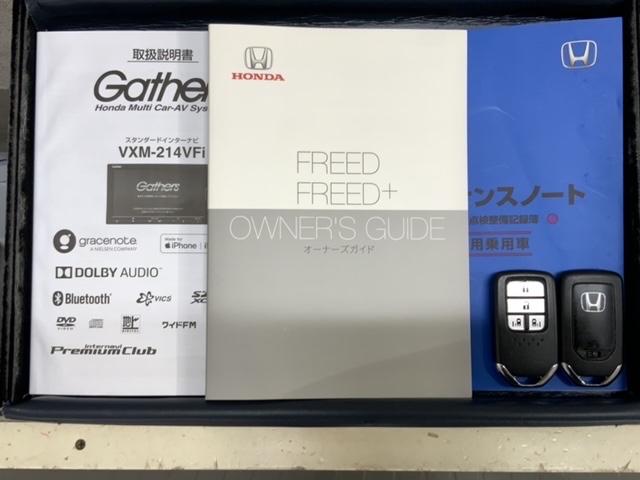 取扱説明書
Gathers
Honda Multi Car-AV Sys
スタンダードインターナビ
VXM-214VFi
Gathers
gracenote.
A NIELSEN COMPANY
Made for
iPhone
DOLBY AUDIO
Bluetooth
VICS
DVD
VIDEO
ワイドFM
internavi
PremiumClub
HONDA
FREED
FREED+
OWNER'S GUIDE
オーナーズガイド
ンスノート
点検整備記録簿
用乗用車